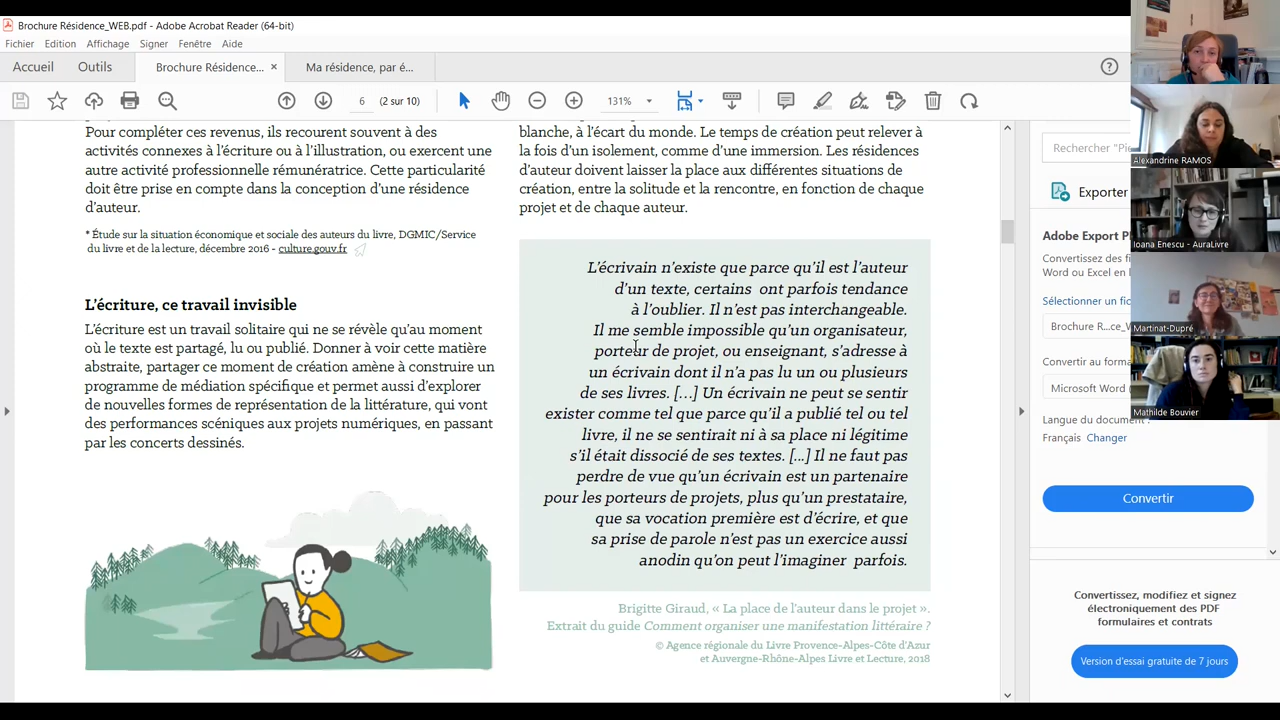 Brochure Résidence_WEB.pdf - Adobe Acrobat Reader (64-bit)
Fichier Edition Affichage Signer Fenêtre Aide
Accueil Outils Brochure Résidence... × Ma résidence, par é...
6 (2 sur 10) 131%
Pour compléter ces revenus, ils recourent souvent à des
activités connexes à l'écriture ou à l'illustration, ou exercent une
autre activité professionnelle rémunératrice. Cette particularité
doit être prise en compte dans la conception d'une résidence
d'auteur.
* Étude sur la situation économique et sociale des auteurs du livre, DGMIC/Service
du livre et de la lecture, décembre 2016 - culture.gouv.fr
L'écriture, ce travail invisible
L'écriture est un travail solitaire qui ne se révèle qu'au moment
où le texte est partagé, lu ou publié. Donner à voir cette matière
abstraite, partager ce moment de création amène à construire un
programme de médiation spécifique et permet aussi d'explorer
de nouvelles formes de représentation de la littérature, qui vont
des performances scéniques aux projets numériques, en passant
par les concerts dessinés.
blanche, à l'écart du monde. Le temps de création peut relever à
la fois d'un isolement, comme d'une immersion. Les résidences
d'auteur doivent laisser la place aux différentes situations de
création, entre la solitude et la rencontre, en fonction de chaque
projet et de chaque auteur.
L'écrivain n'existe que parce qu'il est l'auteur
d'un texte, certains ont parfois tendance
à l'oublier. Il n'est pas interchangeable.
Il me semble impossible qu'un organisateur,
porteur de projet, ou enseignant, s'adresse à
un écrivain dont il n'a pas lu un ou plusieurs
de ses livres. [...] Un écrivain ne peut se sentir
exister comme tel que parce qu'il a publié tel ou tel
livre, il ne se sentirait ni à sa place ni légitime
s'il était dissocié de ses textes. [...] Il ne faut pas
perdre de vue qu'un écrivain est un partenaire
pour les porteurs de projets, plus qu'un prestataire,
que sa vocation première est d'écrire, et que
sa prise de parole n'est pas un exercice aussi
anodin qu'on peut l'imaginer parfois.
Brigitte Giraud, « La place de l'auteur dans le projet ».
Extrait du guide Comment organiser une manifestation littéraire ?
© Agence régionale du Livre Provence-Alpes-Côte d'Azur
et Auvergne-Rhône-Alpes Livre et Lecture, 2018
Rechercher
Exporter
Adobe Export
Convertissez des
Word ou Excel en
Sélectionner un
Brochure R...ce_
Convertir au
Microsoft Word (
Langue du document :
Français Changer
Convertir
Convertissez, modifiez et signez
électroniquement des PDF
formulaires et contrats
Version d'essai gratuite de 7 jours
Alexandrine RAMOS
Ioana Enescu - AuraLivre
Martinat-Dupré
Mathilde Bouvier